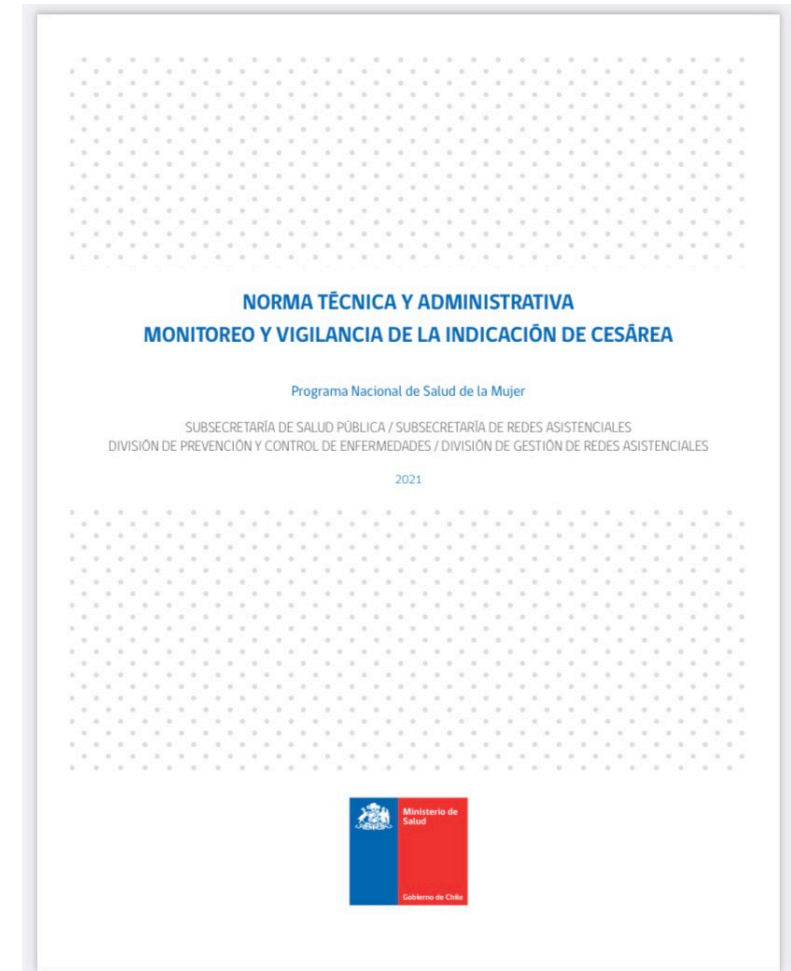 NORMA TÉCNICA Y ADMINISTRATIVA
MONITOREO Y VIGILANCIA DE LA INDICACIÓN DE CESÁREA
Programa Nacional de Salud de la Mujer
SUBSECRETARÍA DE SALUD PÚBLICA / SUBSECRETARÍA DE REDES ASISTENCIALES
DIVISIÓN DE PREVENCIÓN Y CONTROL DE ENFERMEDADES / DIVISIÓN DE GESTIÓN DE REDES ASISTENCIALES
2021
Ministerio de
Salud
Gobierno de Chile